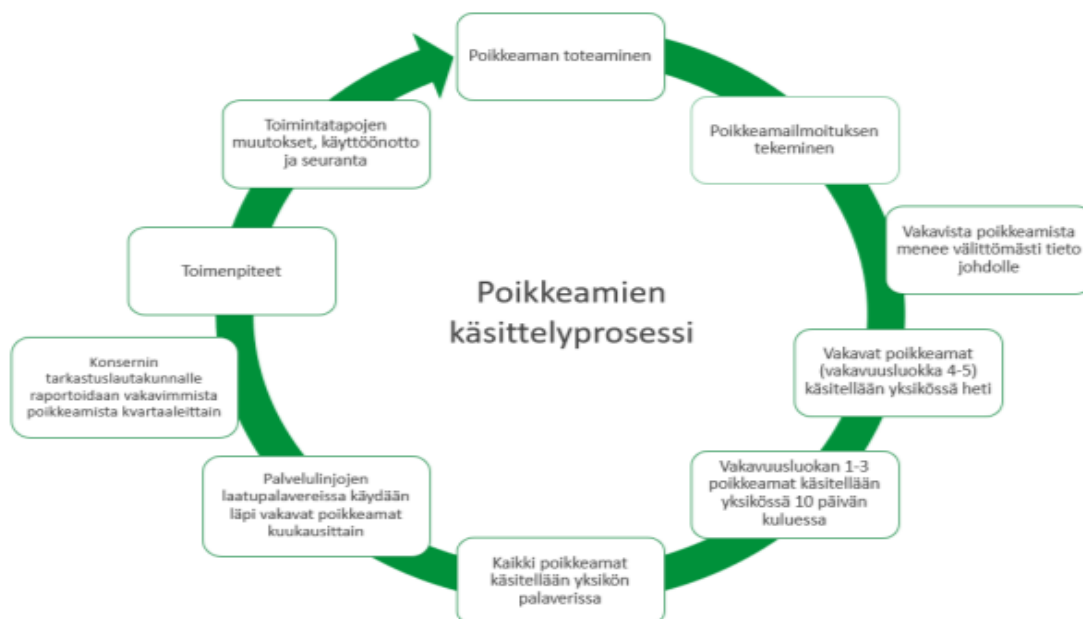 Poikkeaman toteaminen
Poikkeamailmoituksen
tekeminen
Vakavista poikkeamista
menee välittömästi tieto
johdolle
Vakavat poikkeamat
(vakavuusluokka 4-5)
käsitellään yksikössä heti
Vakavuusluokan 1-3
poikkeamat käsitellään
yksikössä 10 päivän
kuluessa
Kaikki poikkeamat
käsitellään yksikön
palaverissa
Palvelulinjojen
laatupalavereissa käydään
läpi vakavat poikkeamat
kuukausittain
Konsernin
tarkastuslautakunnalle
raportoidaan vakavimmista
poikkeamista kvartaaleittain
Toimenpiteet
Toimintatapojen
muutokset, käyttöönotto
ja seuranta
Poikkeamien
käsittelyprosessi